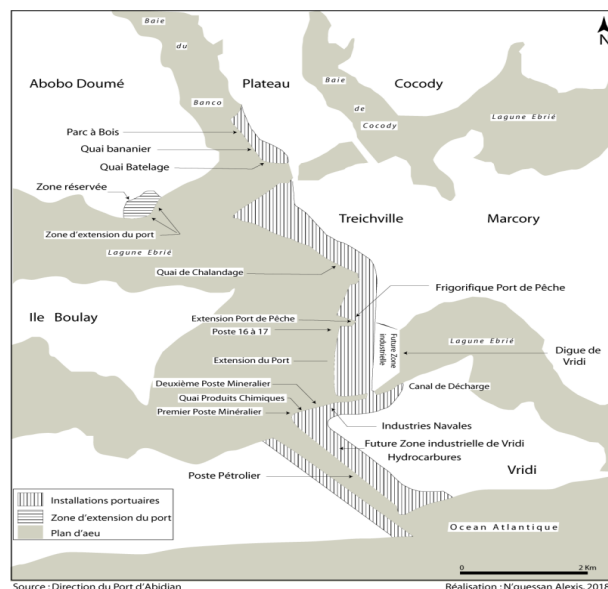 Baie
du
Banco
N
Abobo Doumé
Plateau
Cocody
Baie
de
Cocody
Lagune Ebrié
Parc à Bois
Quai bananier
Quai Batelage
Zone réservée
Zone d'extension du port
Treichville
Marcory
Lagune Ebrié
Quai de Chalandage
Frigorifique Port de Pêche
Ile Boulay
Extension Port de Pêche
Poste 16 à 17
Future Zone
industrielle
Lagune Ebrié
Digue de
Vridi
Extension du Port
Deuxième Poste Mineralier
Canal de Décharge
Quai Produits Chimiques
Premier Poste Minéralier
Industries Navales
Future Zone industrielle de Vridi
Hydrocarbures
Poste Pétrolier
Vridi
Installations portuaires
Zone d'extension du port
Plan d'aeu
Ocean Atlantique
0 2 Km
Source : Direction du Port d'Abidjan
Réalisation : N'guessan Alexis, 2018